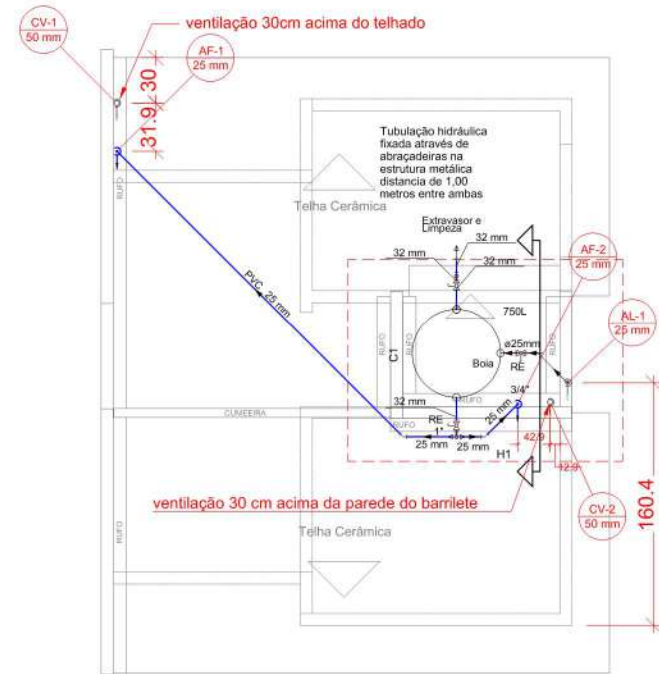 CV-1
50 mm
ventilação 30cm acima do telhado
AF-1
25 mm
30
31.9
RUFO
Tubulação hidráulica
fixada através de
abraçadeiras na
estrutura metálica
distancia de 1,00
metros entre ambas
Telha Cerâmica
Extravasor e
Limpeza
32 mm
32 mm
32 mm
AF-2
25 mm
PVC 25 mm
750L
AL-1
25 mm
RUFO
C1
RUFO
ø25mm
RUFO
Boia
RE
3/4"
32 mm
RUFO
CUMEEIRA
RE
25 mm
RUFO
1"
25 mm
25 mm
42.9
H1
12.9
160.4
ventilação 30 cm acima da parede do barrilete
CV-2
50 mm
RUFO
Telha Cerâmica